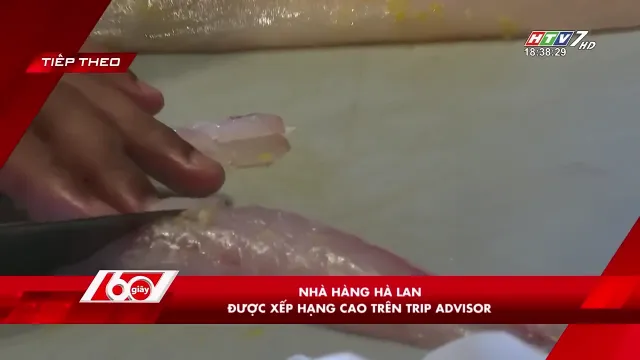 TIẾP THEO
HTV7 HD
18:38:29
60 giây
NHÀ HÀNG HÀ LAN
ĐƯỢC XẾP HẠNG CAO TRÊN TRIP ADVISOR